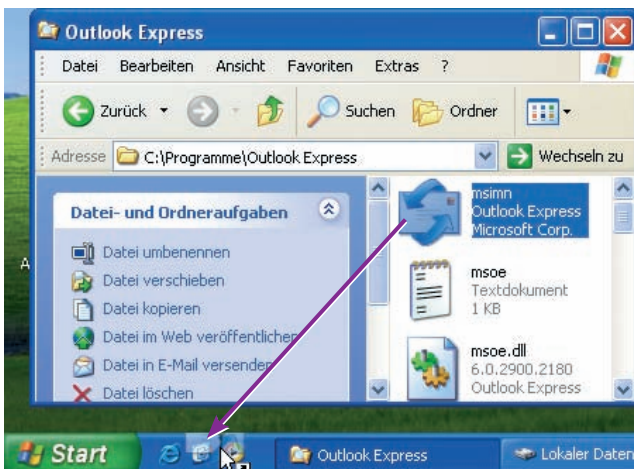 Outlook Express
Datei Bearbeiten Ansicht Favoriten Extras ?
Zurück Suchen Ordner
Adresse C:\Programme\Outlook Express Wechseln zu
Datei- und Ordneraufgaben
Datei umbenennen
Datei verschieben
Datei kopieren
Datei im Web veröffentlichen
Datei in E-Mail versenden
Datei löschen
msimn
Outlook Express
Microsoft Corp.
msoe
Textdokument
1 KB
msoe.dll
6.0.2900.2180
Outlook Express
A
Start Outlook Express Lokaler Daten